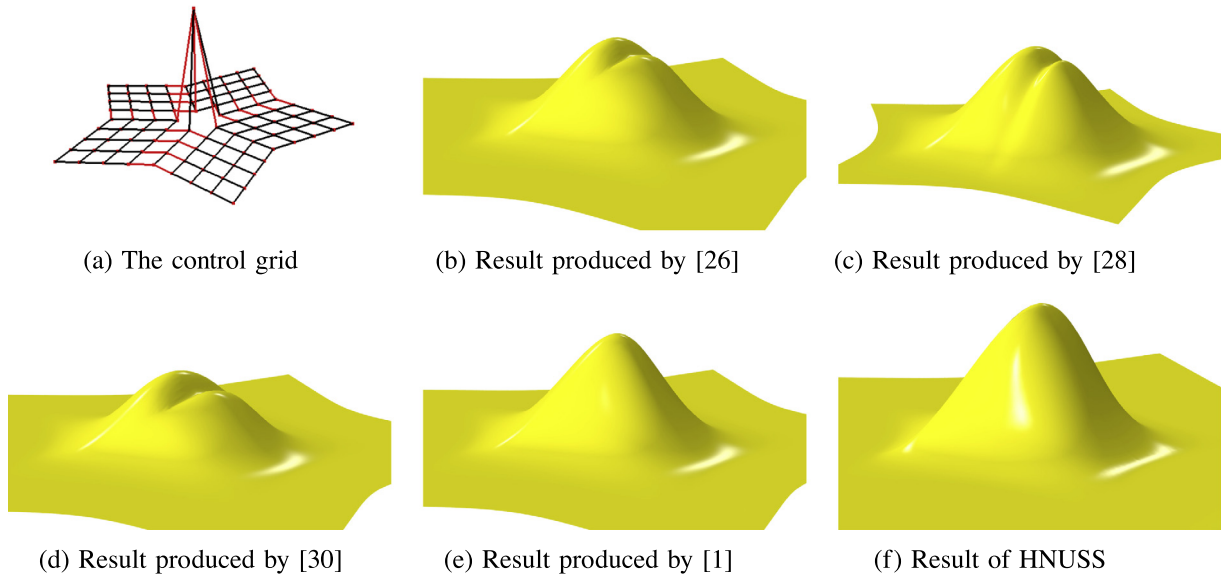 (a) The control grid
(b) Result produced by [26]
(c) Result produced by [28]
(d) Result produced by [30]
(e) Result produced by [1]
(f) Result of HNUSS